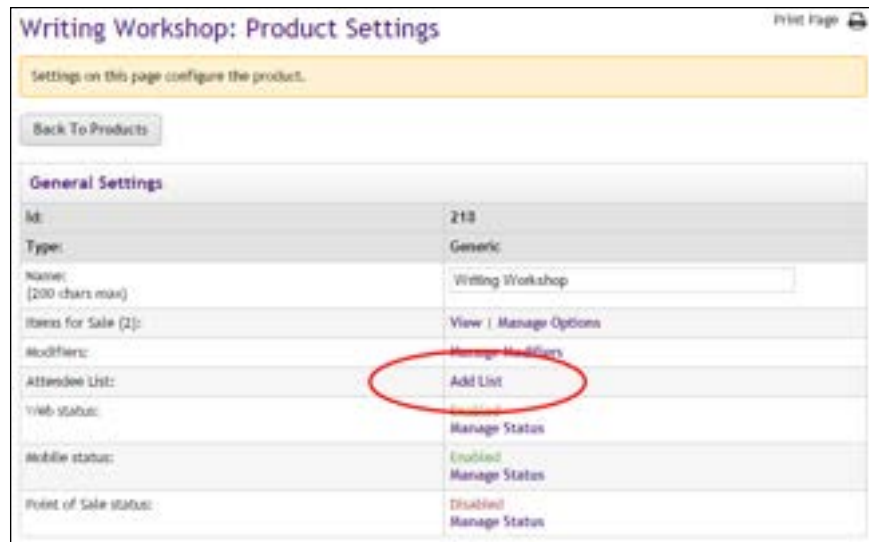 Writing Workshop: Product Settings
Print Page
Settings on this page configure the product.
Back To Products
General Settings
Id: 218
Type: Generic
Name: Writing Workshop
(200 chars max)
Items for Sale (2): View | Manage Options
Modifiers: Manage Modifiers
Attendee List: Add List
Web status: Enabled
Manage Status
Mobile status: Enabled
Manage Status
Point of Sale status: Disabled
Manage Status